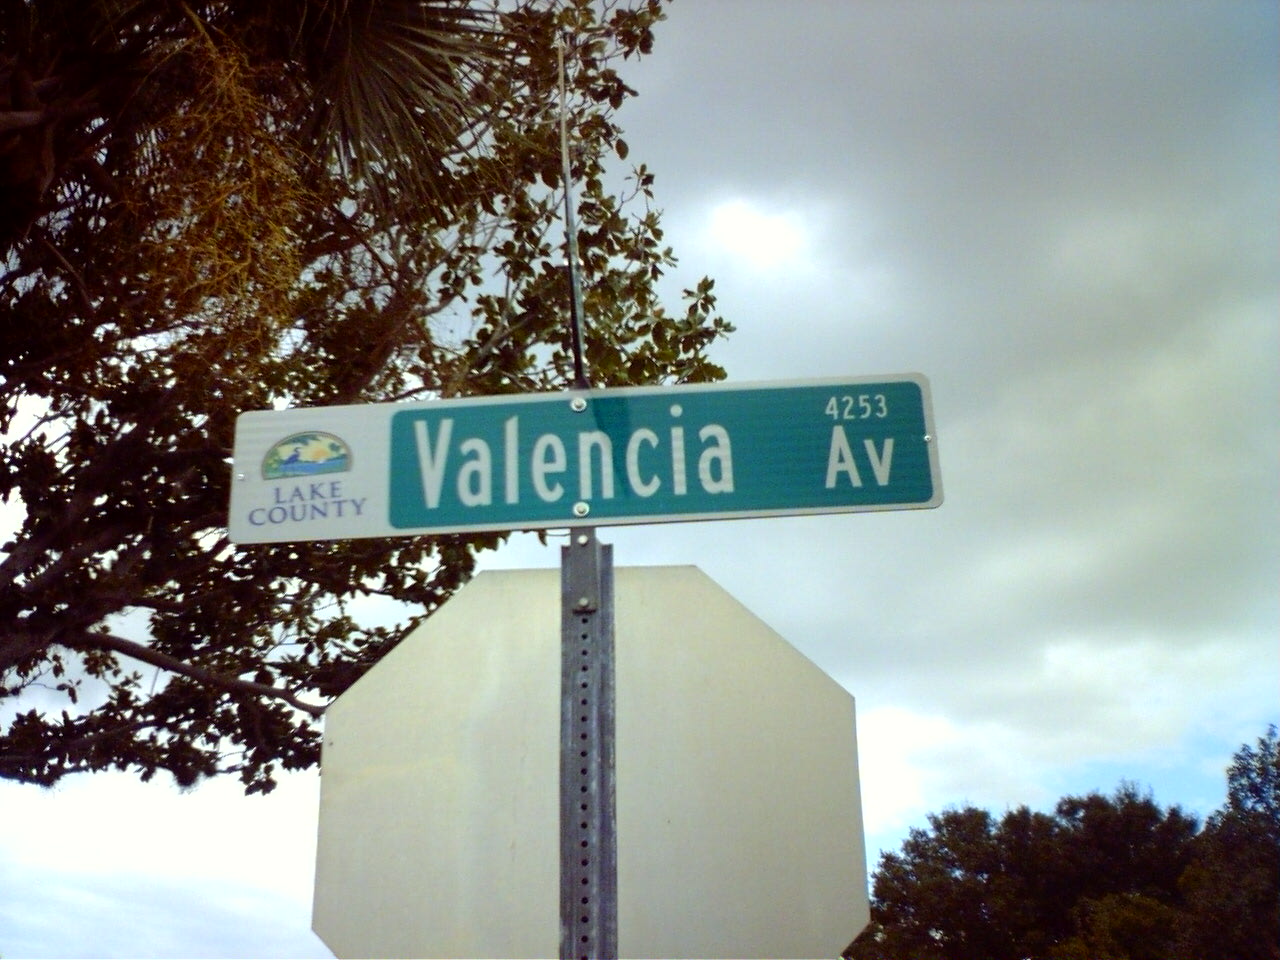 LAKE
COUNTY
Valencia
4253
Av